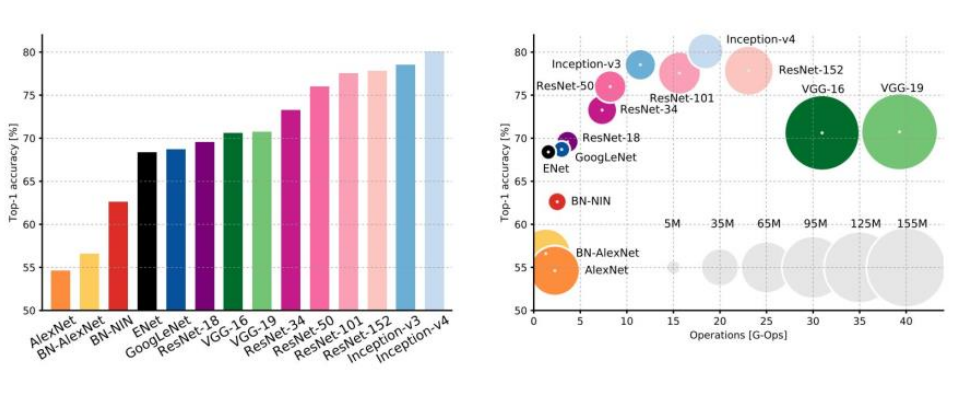 80
75
70
65
60
55
50
Top-1 accuracy [%]
AlexNet
BN-AlexNet
BN-NIN
ENet
GoogLeNet
ResNet-18
VGG-16
VGG-19
ResNet-34
ResNet-50
ResNet-101
ResNet-152
Inception-v3
Inception-v4
80
75
70
65
60
55
50
Top-1 accuracy [%]
Inception-v4
Inception-v3
ResNet-152
ResNet-50
VGG-16
VGG-19
ResNet-101
ResNet-34
ResNet-18
GoogLeNet
ENet
BN-NIN
5M 35M 65M 95M 125M 155M
BN-AlexNet
AlexNet
0 5 10 15 20 25 30 35 40
Operations [G-Ops]